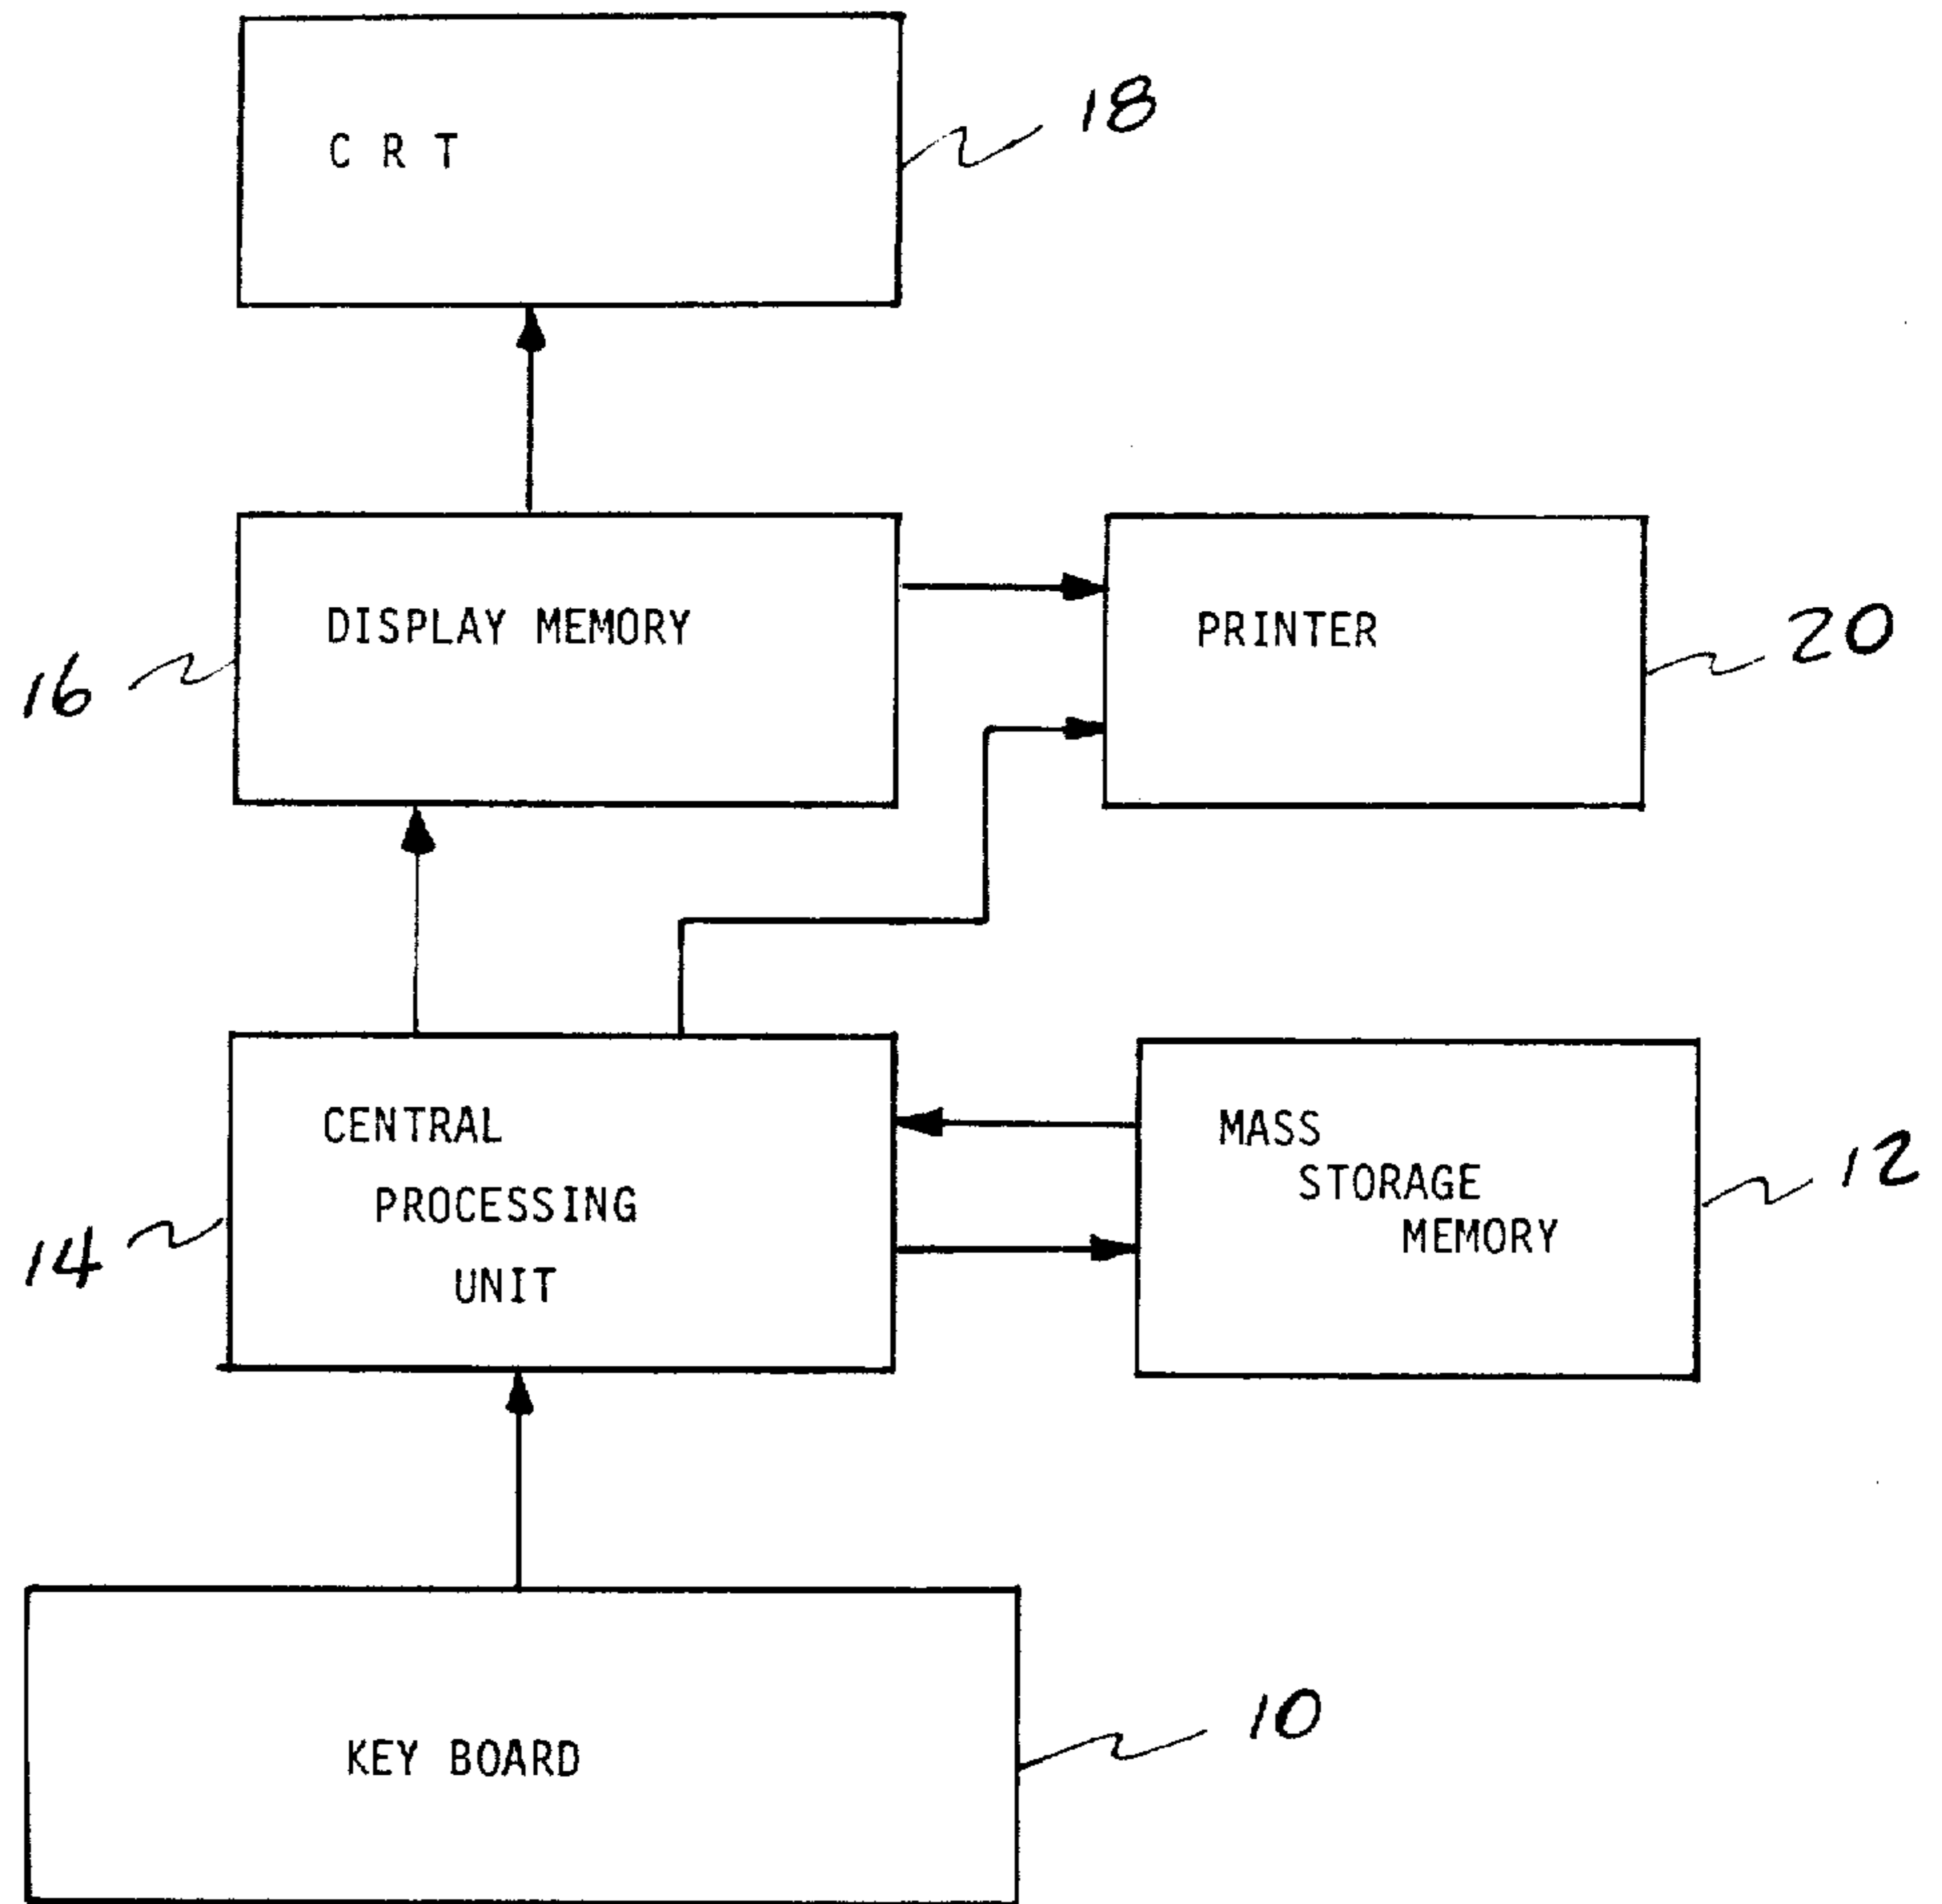 C R T
18
DISPLAY MEMORY
PRINTER
16
20
CENTRAL
PROCESSING
UNIT
14
MASS
STORAGE
MEMORY
12
KEY BOARD
10